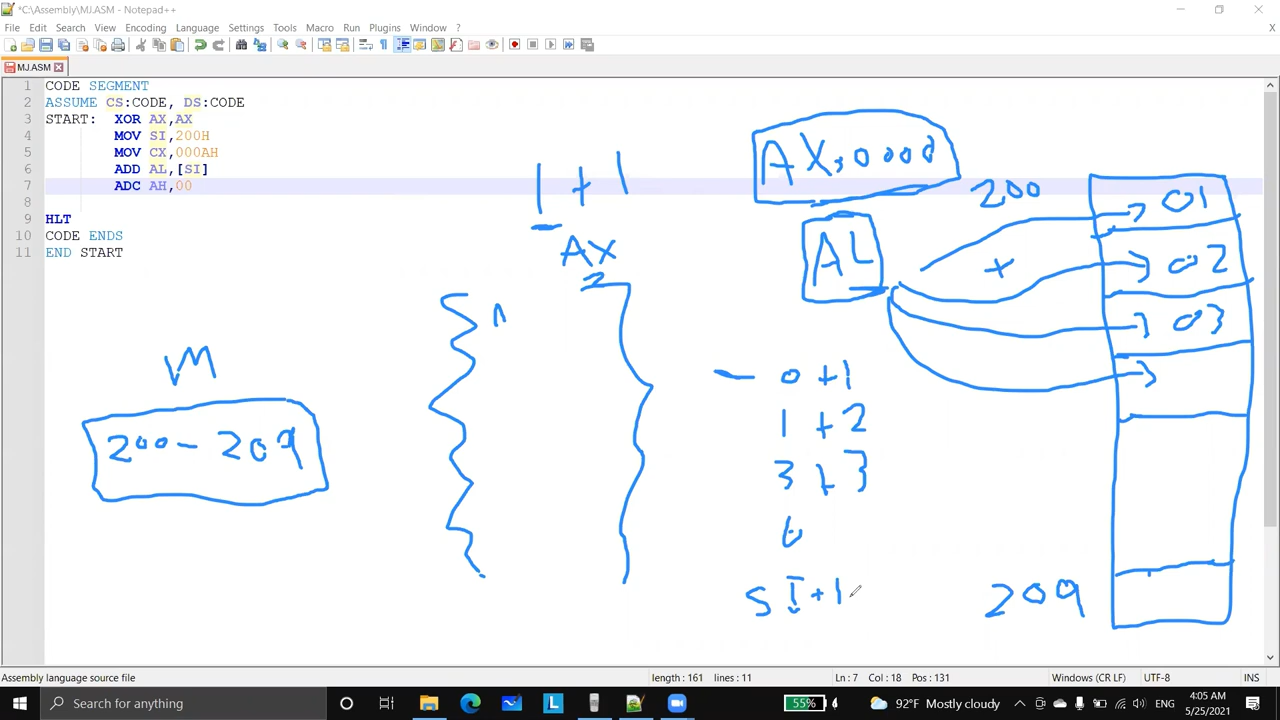 *C:\Assembly\MJ.ASM - Notepad++
File Edit Search View Encoding Language Settings Tools Macro Run Plugins Window ?
X
MJ.ASM
1 CODE SEGMENT
2 ASSUME CS:CODE, DS:CODE
3 START: XOR AX,AX
4 MOV SI,200H
5 MOV CX,000AH
6 ADD AL,[SI]
7 ADC AH,00
8
9 HLT
10 CODE ENDS
11 END START
1 + 1
AX
2
AX,0000
200
01
AL
+
02
03
M
200 - 209
0 +1
1 + 2
3 + 3
6
SI+1
209
Assembly language source file
length : 161 lines : 11
Ln : 7 Col : 18 Pos : 131
Windows (CR LF)
UTF-8
INS
Type here to search
L
55%
92°F Mostly cloudy
ENG
4:05 AM
5/25/2021